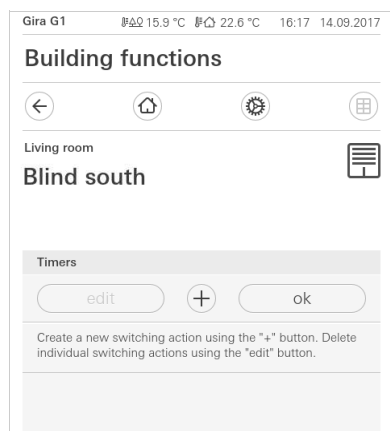 Gira G1 15.9 °C 22.6 °C 16:17 14.09.2017
Building functions
Living room
Blind south
Timers
edit + ok
Create a new switching action using the "+" button. Delete
individual switching actions using the "edit" button.